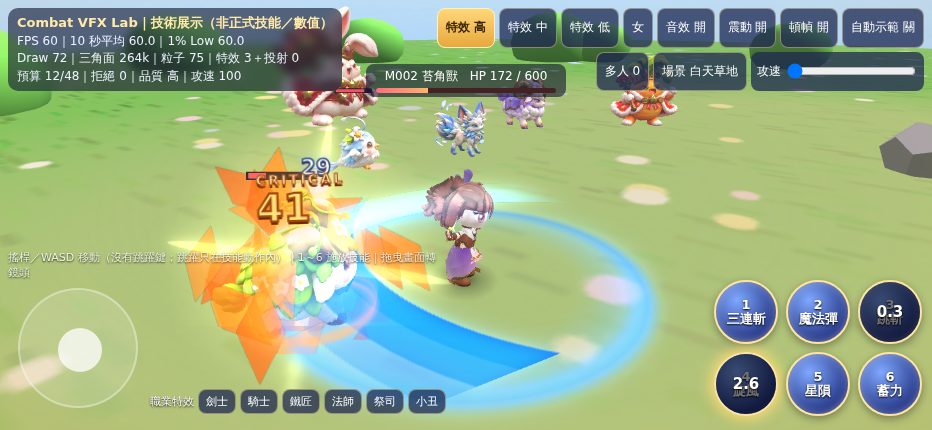 Combat VFX Lab｜技術展示（非正式技能／數值）
FPS 60｜10 秒平均 60.0｜1% Low 60.0
Draw 72｜三角面 264k｜粒子 75｜特效 3＋投射 0
預算 12/48｜拒絕 0｜品質 高｜攻速 100
特效 高
特效 中
特效 低
女
音效 開
震動 開
頓幀 開
自動示範 關
多人 0
場景 白天草地
攻速
M002 苔角獸 HP 172 / 600
29
CRITICAL
41
搖桿／WASD 移動（沒有跳躍鍵；跳躍只在技能動作內）｜1～6 施放技能｜拖曳畫面轉
鏡頭
1
三連斬
2
魔法彈
3
0.3
4
2.6
旋風
5
星隕
6
蓄力
職業特效
劍士
騎士
鐵匠
法師
祭司
小丑